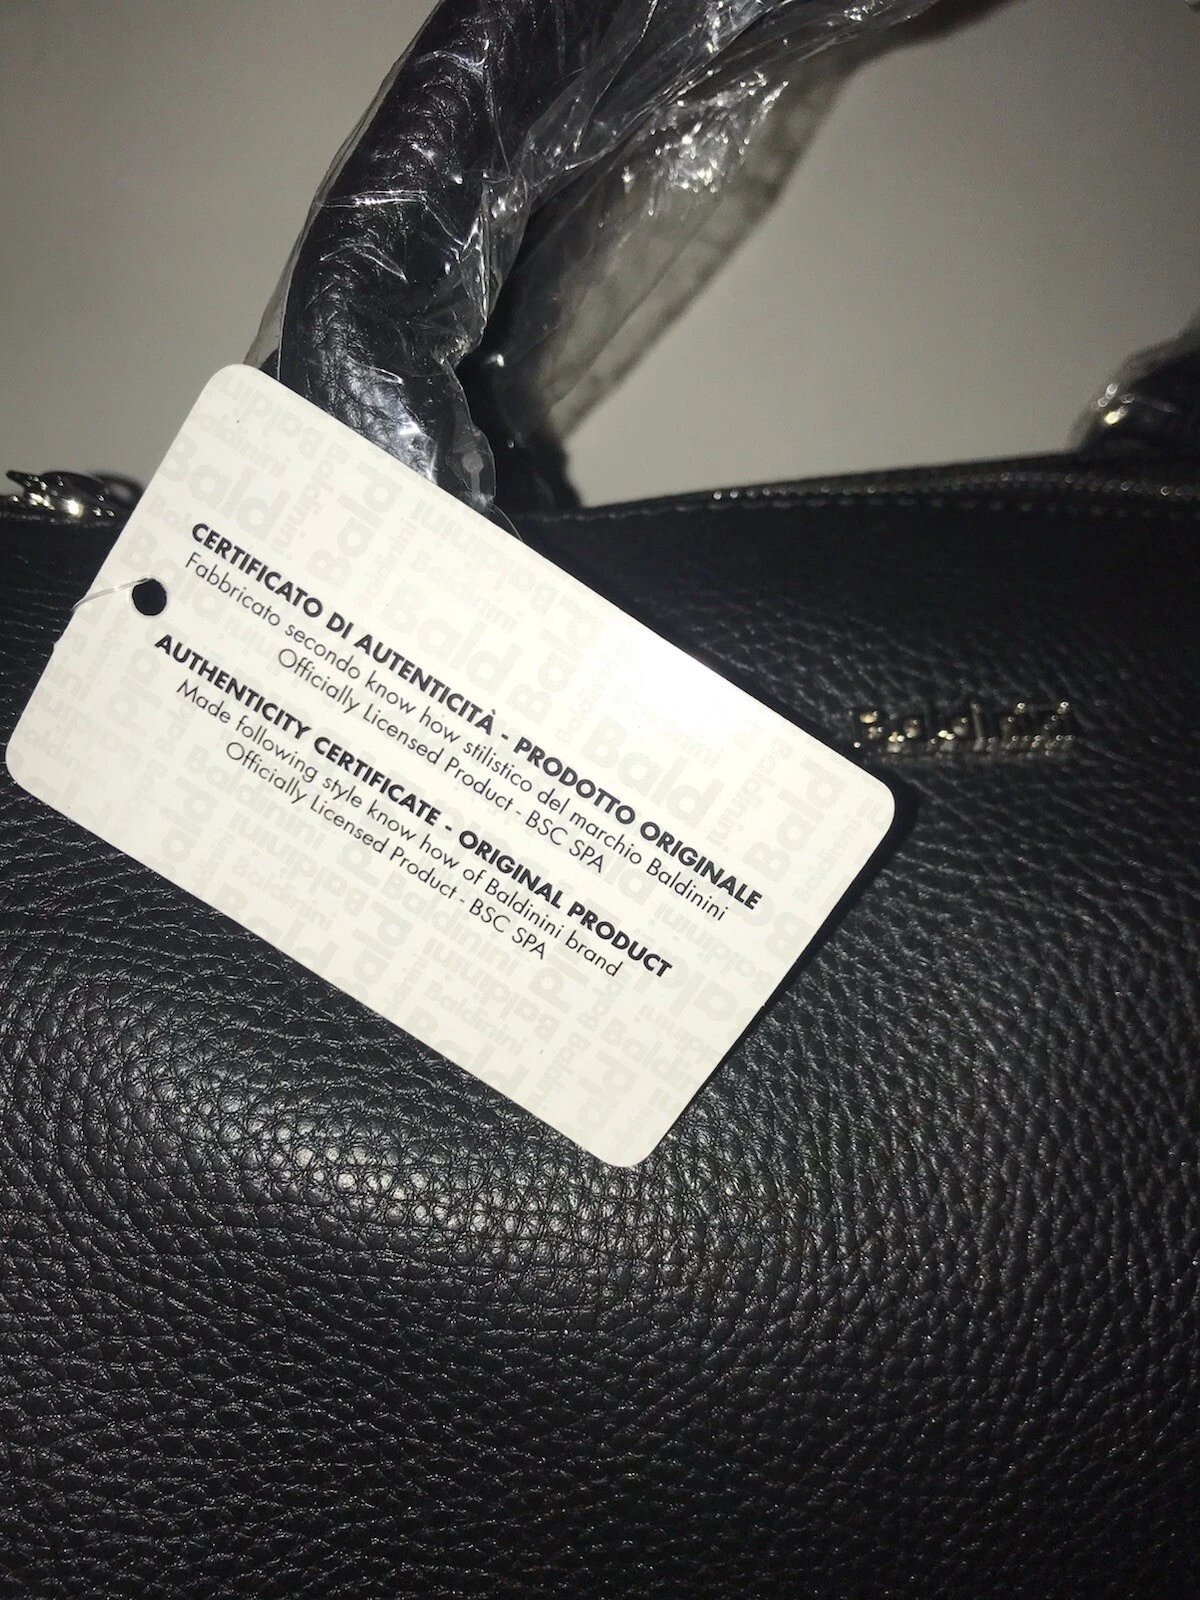 CERTIFICATO DI AUTENTICITÀ - PRODOTTO ORIGINALE
Fabbricato secondo know how stilistico del marchio Baldinini
Officially Licensed Product - BSC SPA
AUTHENTICITY CERTIFICATE - ORIGINAL PRODUCT
Made following style know how of Baldinini brand
Officially Licensed Product - BSC SPA
Baldinini